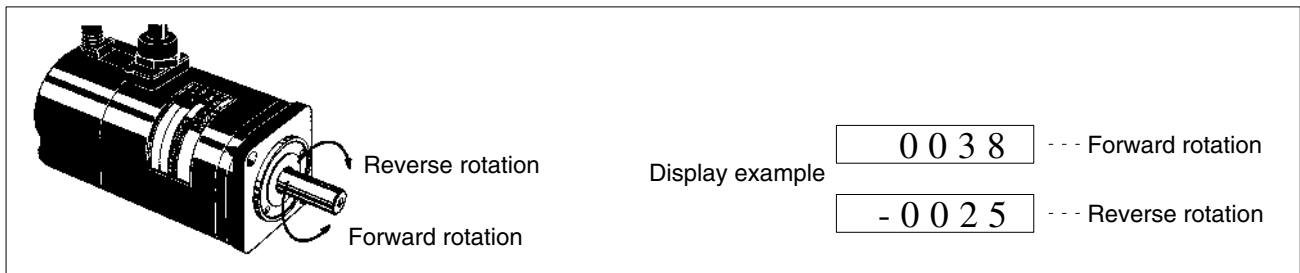 Reverse rotation
Forward rotation
Display example
0038 - - - Forward rotation
-0025 - - - Reverse rotation